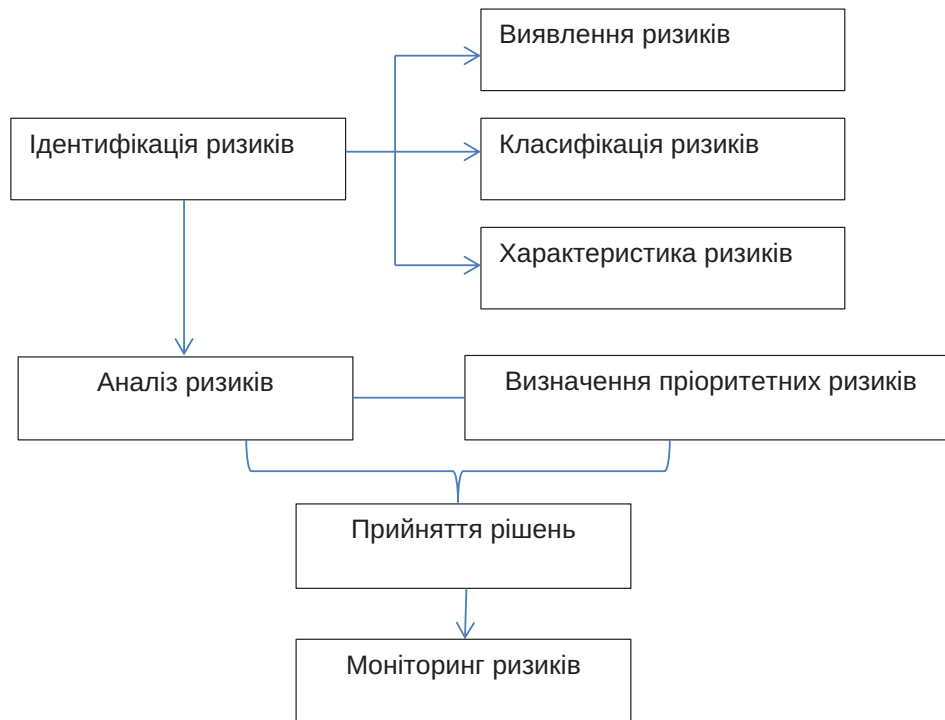 Виявлення ризиків
Ідентифікація ризиків
Класифікація ризиків
Характеристика ризиків
Аналіз ризиків
Визначення пріоритетних ризиків
Прийняття рішень
Моніторинг ризиків